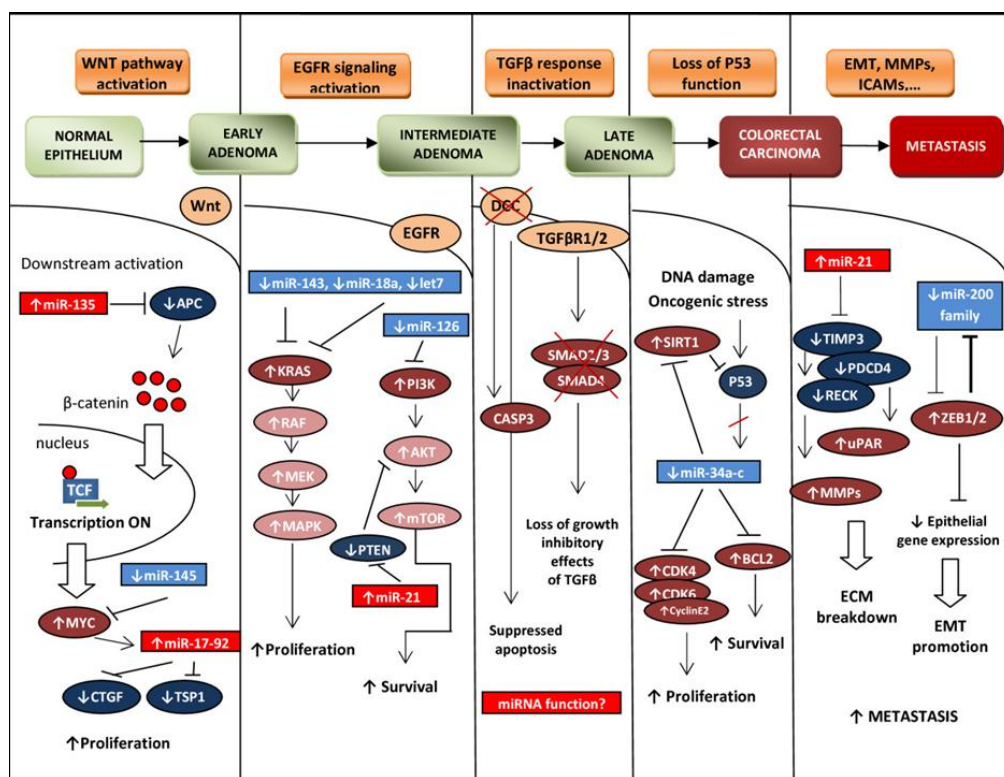 WNT pathway
activation
EGFR signaling
activation
TGFβ response
inactivation
Loss of P53
function
EMT, MMPs,
ICAMs,...
NORMAL
EPITHELIUM
EARLY
ADENOMA
INTERMEDIATE
ADENOMA
LATE
ADENOMA
COLORECTAL
CARCINOMA
METASTASIS
Wnt
Downstream activation
↑miR-135
↓APC
β-catenin
nucleus
TCF
Transcription ON
↓miR-145
↑MYC
↑miR-17-92
↓CTGF
↓TSP1
↑Proliferation
EGFR
↓miR-143, ↓miR-18a, ↓let7
↓miR-126
↑KRAS
↑PI3K
↑RAF
↑AKT
↑MEK
↑MAPK
↑mTOR
↓PTEN
↑miR-21
↑Proliferation
↑ Survival
DCC
TGFβR1/2
SMAD2/3
SMAD4
CASP3
Loss of growth
inhibitory
effects
of TGFβ
Suppressed
apoptosis
miRNA function?
DNA damage
Oncogenic stress
↑SIRT1
P53
↓miR-34a-c
↑CDK4
↑CDK6
↑CyclinE2
↑BCL2
↑ Survival
↑ Proliferation
↑miR-21
↓miR-200
family
↓TIMP3
↓PDCD4
↓RECK
↑ZEB1/2
↑uPAR
↑MMPs
↓ Epithelial
gene expression
ECM
breakdown
EMT
promotion
↑ METASTASIS